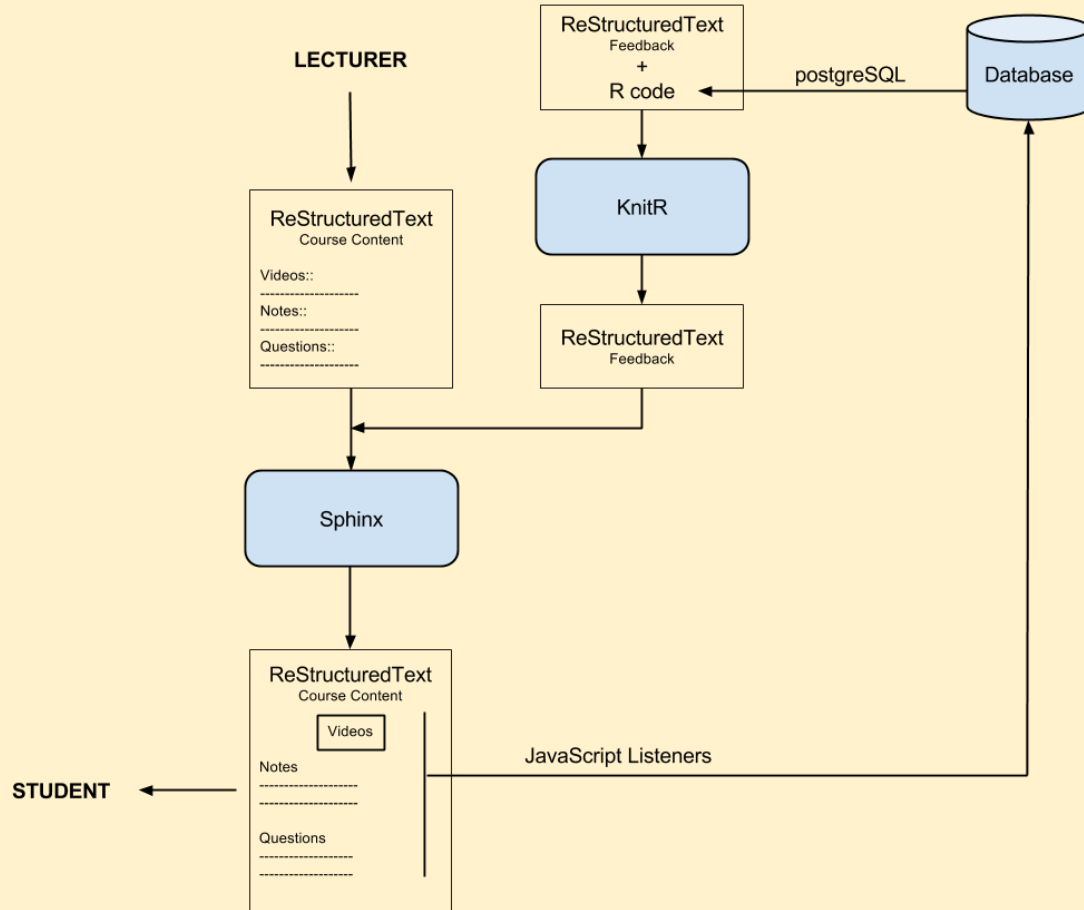 LECTURER
ReStructuredText
Feedback
+
R code
postgreSQL
Database
KnitR
ReStructuredText
Course Content
Videos::
--------------------
Notes::
--------------------
Questions::
--------------------
ReStructuredText
Feedback
Sphinx
ReStructuredText
Course Content
Videos
Notes
--------------------
--------------------
Questions
-------------------
-------------------
JavaScript Listeners
STUDENT